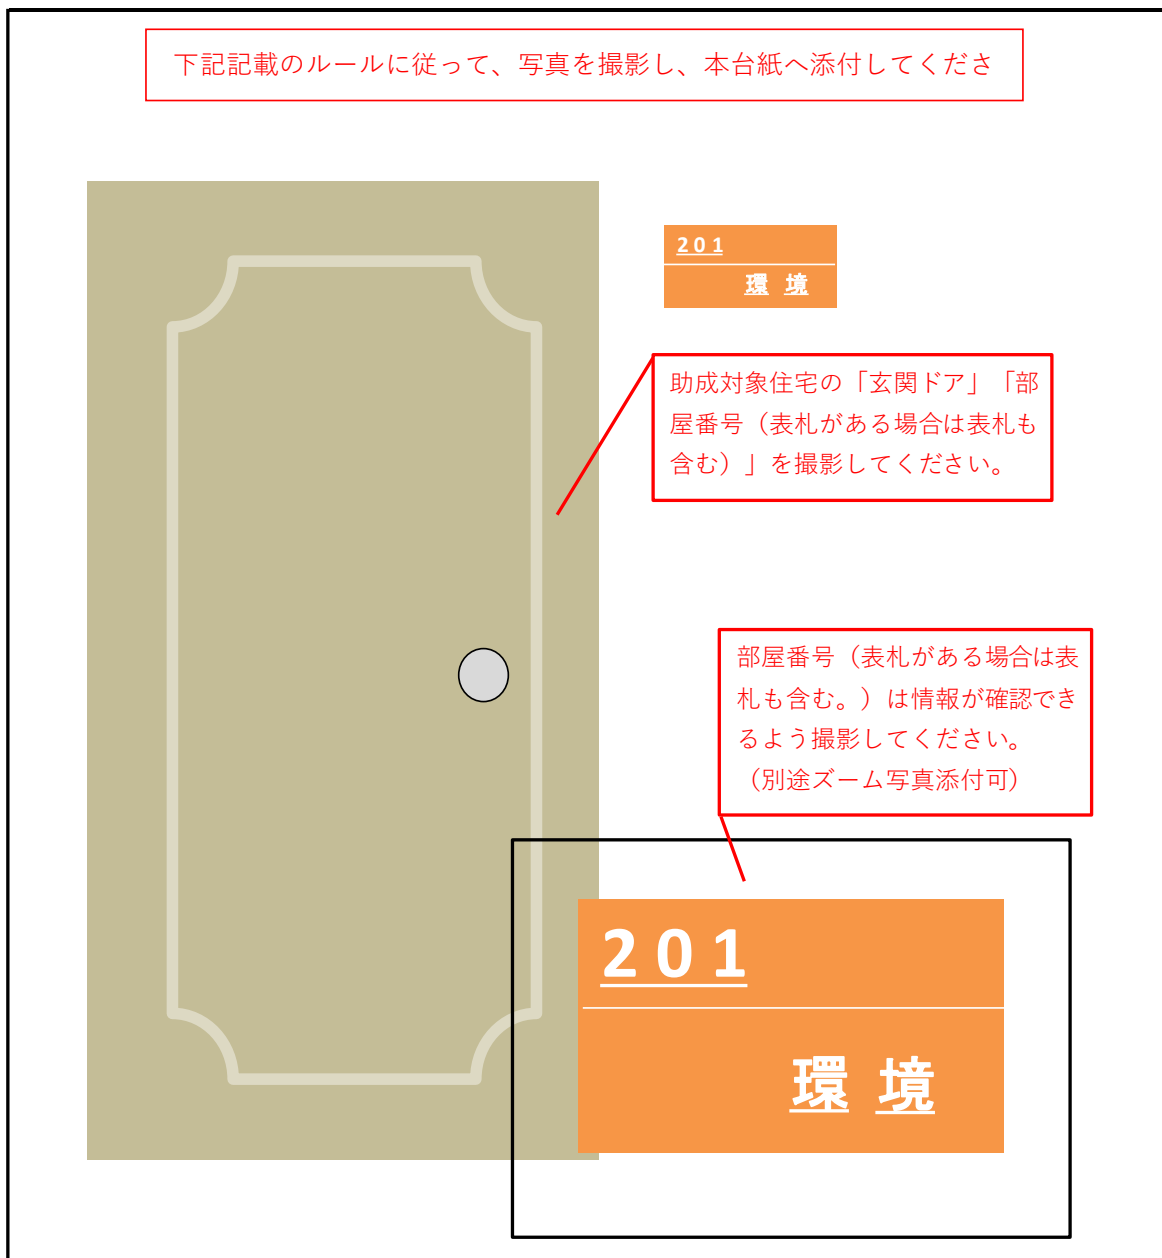 下記記載のルールに従って、写真を撮影し、本台紙へ添付してくださ
201
環 境
助成対象住宅の「玄関ドア」「部
屋番号（表札がある場合は表札も
含む）」を撮影してください。
部屋番号（表札がある場合は表
札も含む。）は情報が確認でき
るよう撮影してください。
（別途ズーム写真添付可）
201
環 境